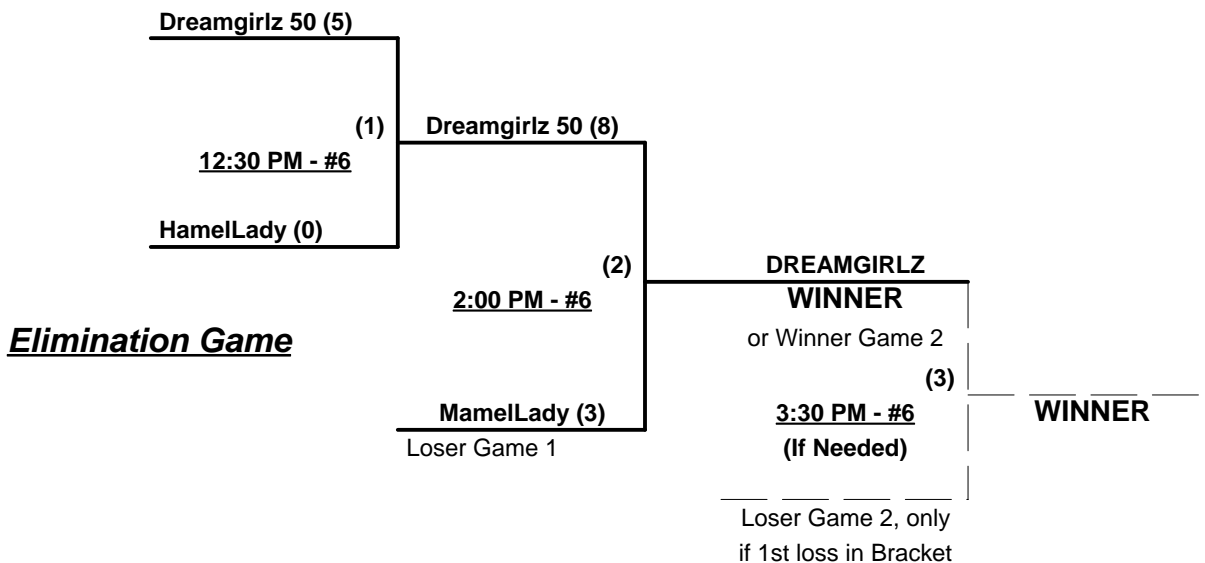 Dreamgirlz 50 (5)
(1)
12:30 PM - #6
HamelLady (0)
Dreamgirlz 50 (8)
(2)
2:00 PM - #6
Elimination Game
MamelLady (3)
Loser Game 1
DREAMGIRLZ
WINNER
or Winner Game 2
(3)
3:30 PM - #6
(If Needed)
WINNER
Loser Game 2, only
if 1st loss in Bracket